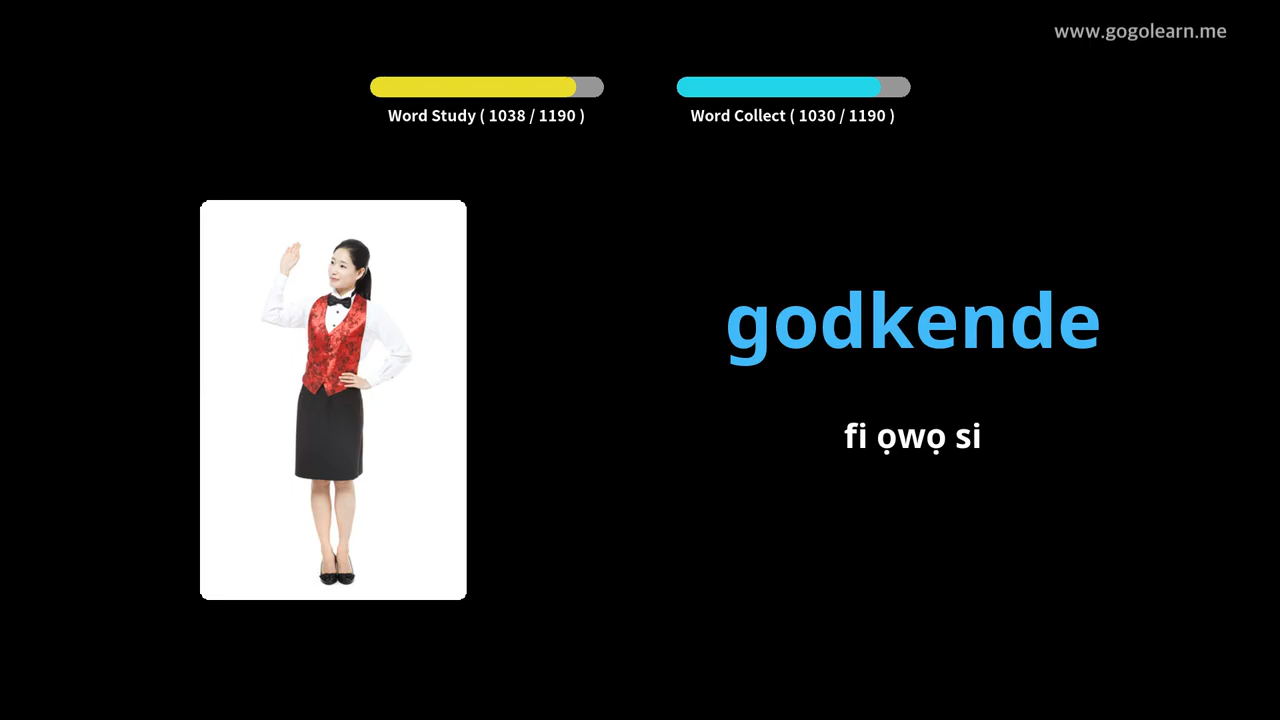 www.gogolearn.me
Word Study ( 1038 / 1190 )
Word Collect ( 1030 / 1190 )
godkende
fi ọwọ si